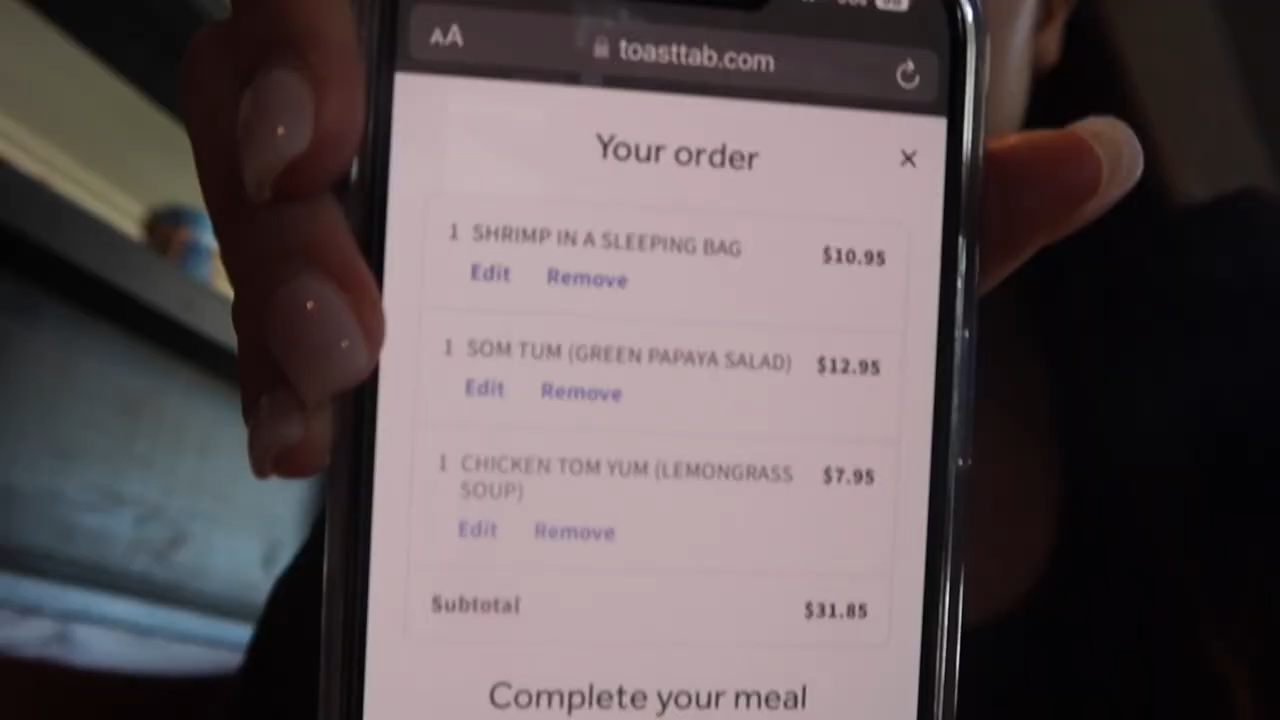 AA toasttab.com
Your order
1 SHRIMP IN A SLEEPING BAG $10.95
Edit Remove
1 SOM TUM (GREEN PAPAYA SALAD) $12.95
Edit Remove
1 CHICKEN TOM YUM (LEMONGRASS $7.95
SOUP)
Edit Remove
Subtotal $31.85
Complete your meal